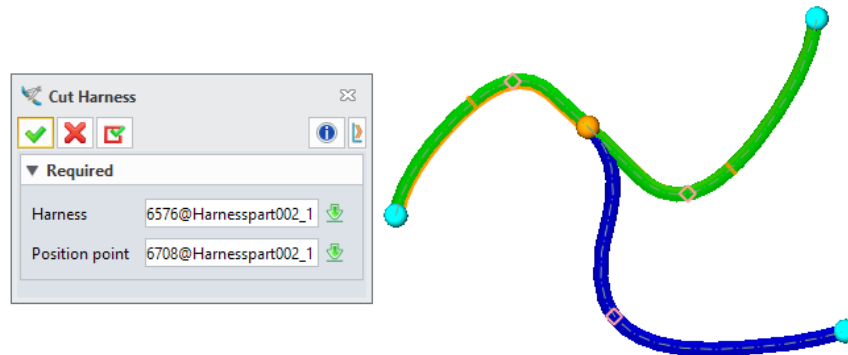 Cut Harness
Required
Harness 6576@Harnesspart002_1
Position point 6708@Harnesspart002_1